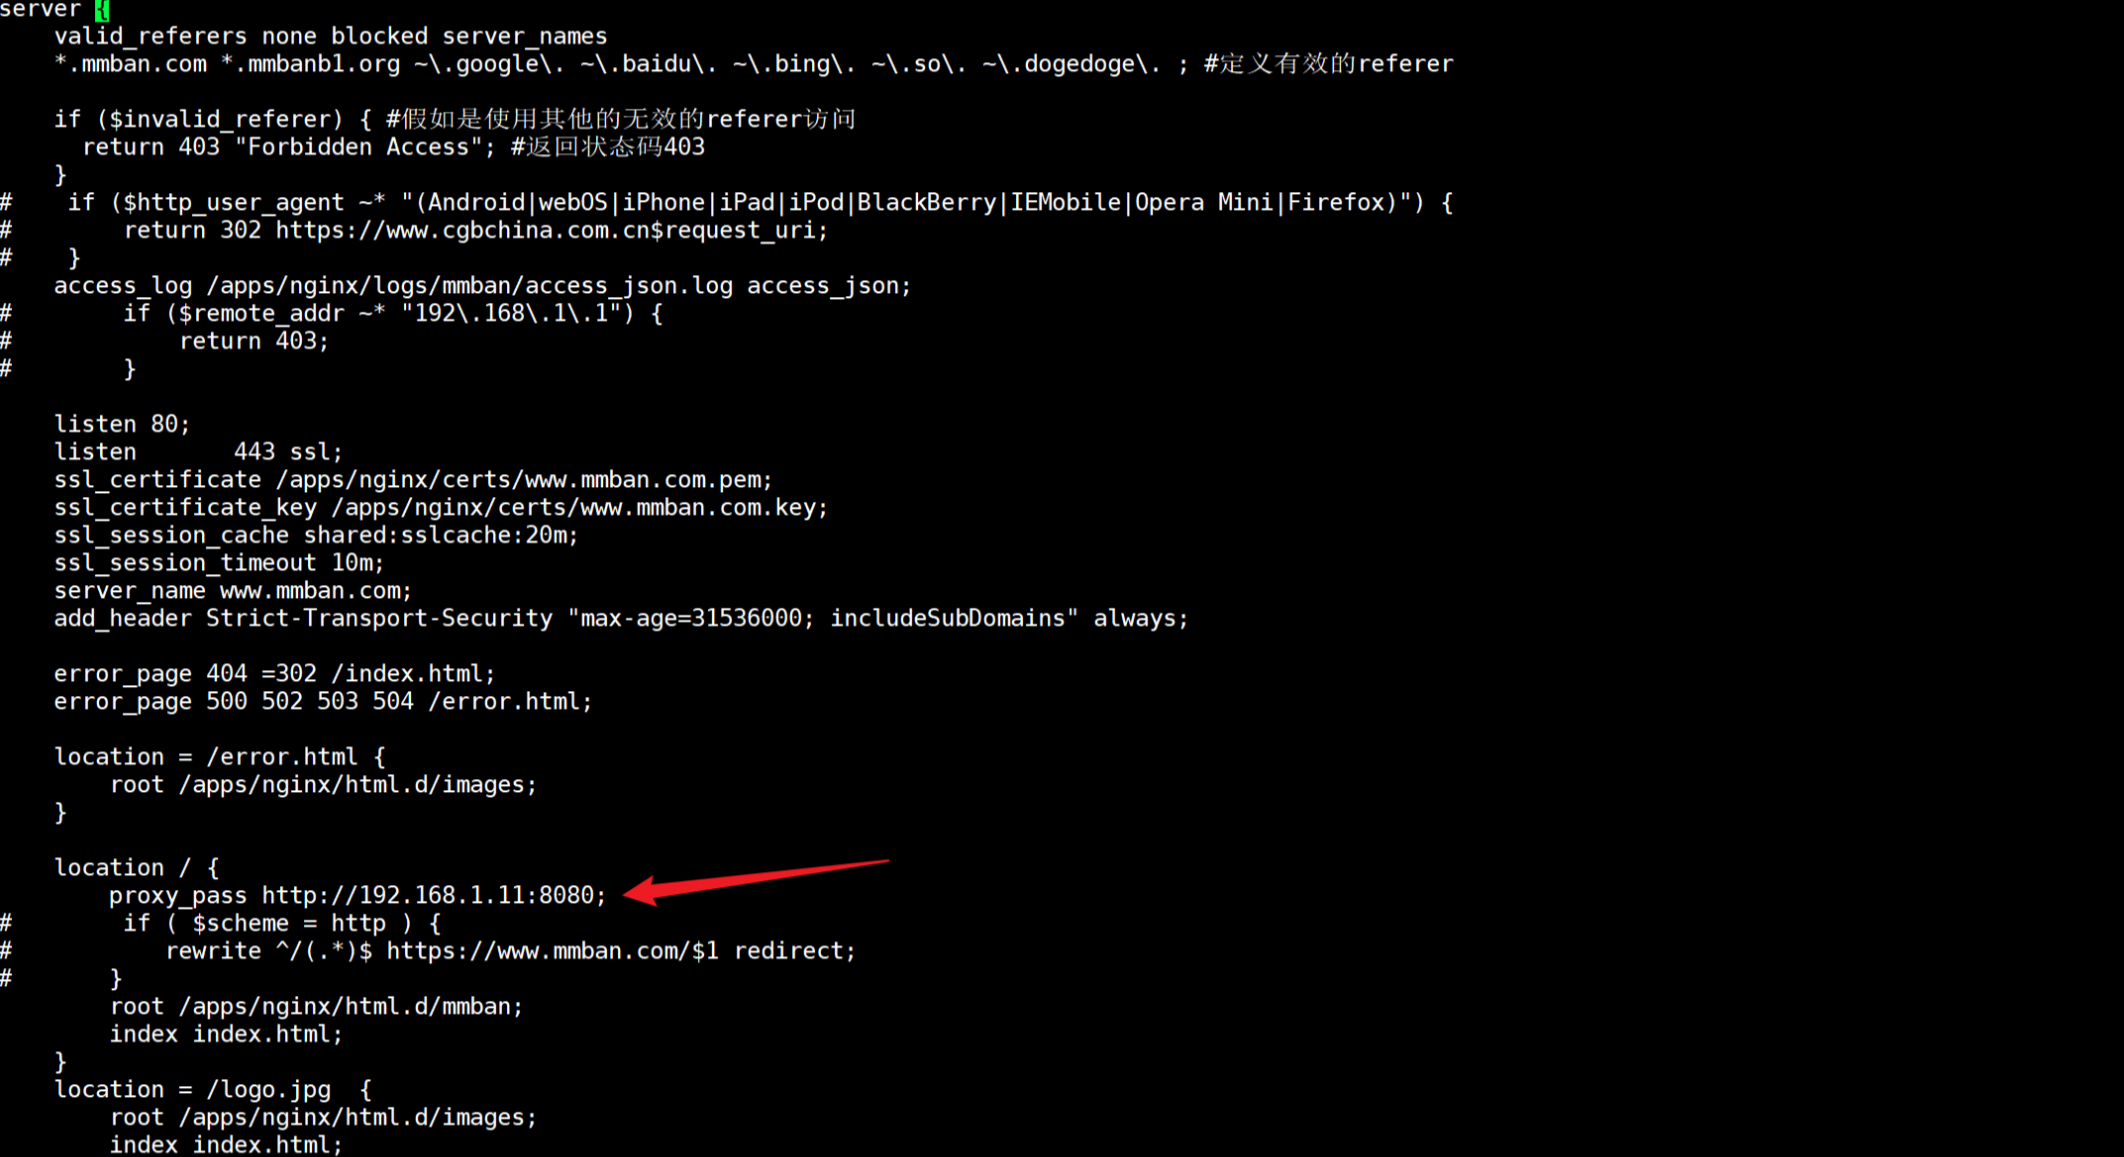 server {
    valid_referers none blocked server_names
    *.mmban.com *.mmbanb1.org ~\.google\. ~\.baidu\. ~\.bing\. ~\.so\. ~\.dogedoge\. ; #定义有效的referer
    if ($invalid_referer) { #假如是使用其他的无效的referer访问
      return 403 "Forbidden Access"; #返回状态码403
    }
#    if ($http_user_agent ~* "(Android|webOS|iPhone|iPad|iPod|BlackBerry|IEMobile|Opera Mini|Firefox)") {
#        return 302 https://www.cgbchina.com.cn$request_uri;
#    }
    access_log /apps/nginx/logs/mmban/access_json.log access_json;
#        if ($remote_addr ~* "192\.168\.1\.1") {
#            return 403;
#        }
    listen 80;
    listen       443 ssl;
    ssl_certificate /apps/nginx/certs/www.mmban.com.pem;
    ssl_certificate_key /apps/nginx/certs/www.mmban.com.key;
    ssl_session_cache shared:sslcache:20m;
    ssl_session_timeout 10m;
    server_name www.mmban.com;
    add_header Strict-Transport-Security "max-age=31536000; includeSubDomains" always;
    error_page 404 =302 /index.html;
    error_page 500 502 503 504 /error.html;
    location = /error.html {
        root /apps/nginx/html.d/images;
    }
    location / {
        proxy_pass http://192.168.1.11:8080;
#        if ( $scheme = http ) {
#           rewrite ^/(.*)$ https://www.mmban.com/$1 redirect;
#       }
        root /apps/nginx/html.d/mmban;
        index index.html;
    }
    location = /logo.jpg  {
        root /apps/nginx/html.d/images;
        index index.html;